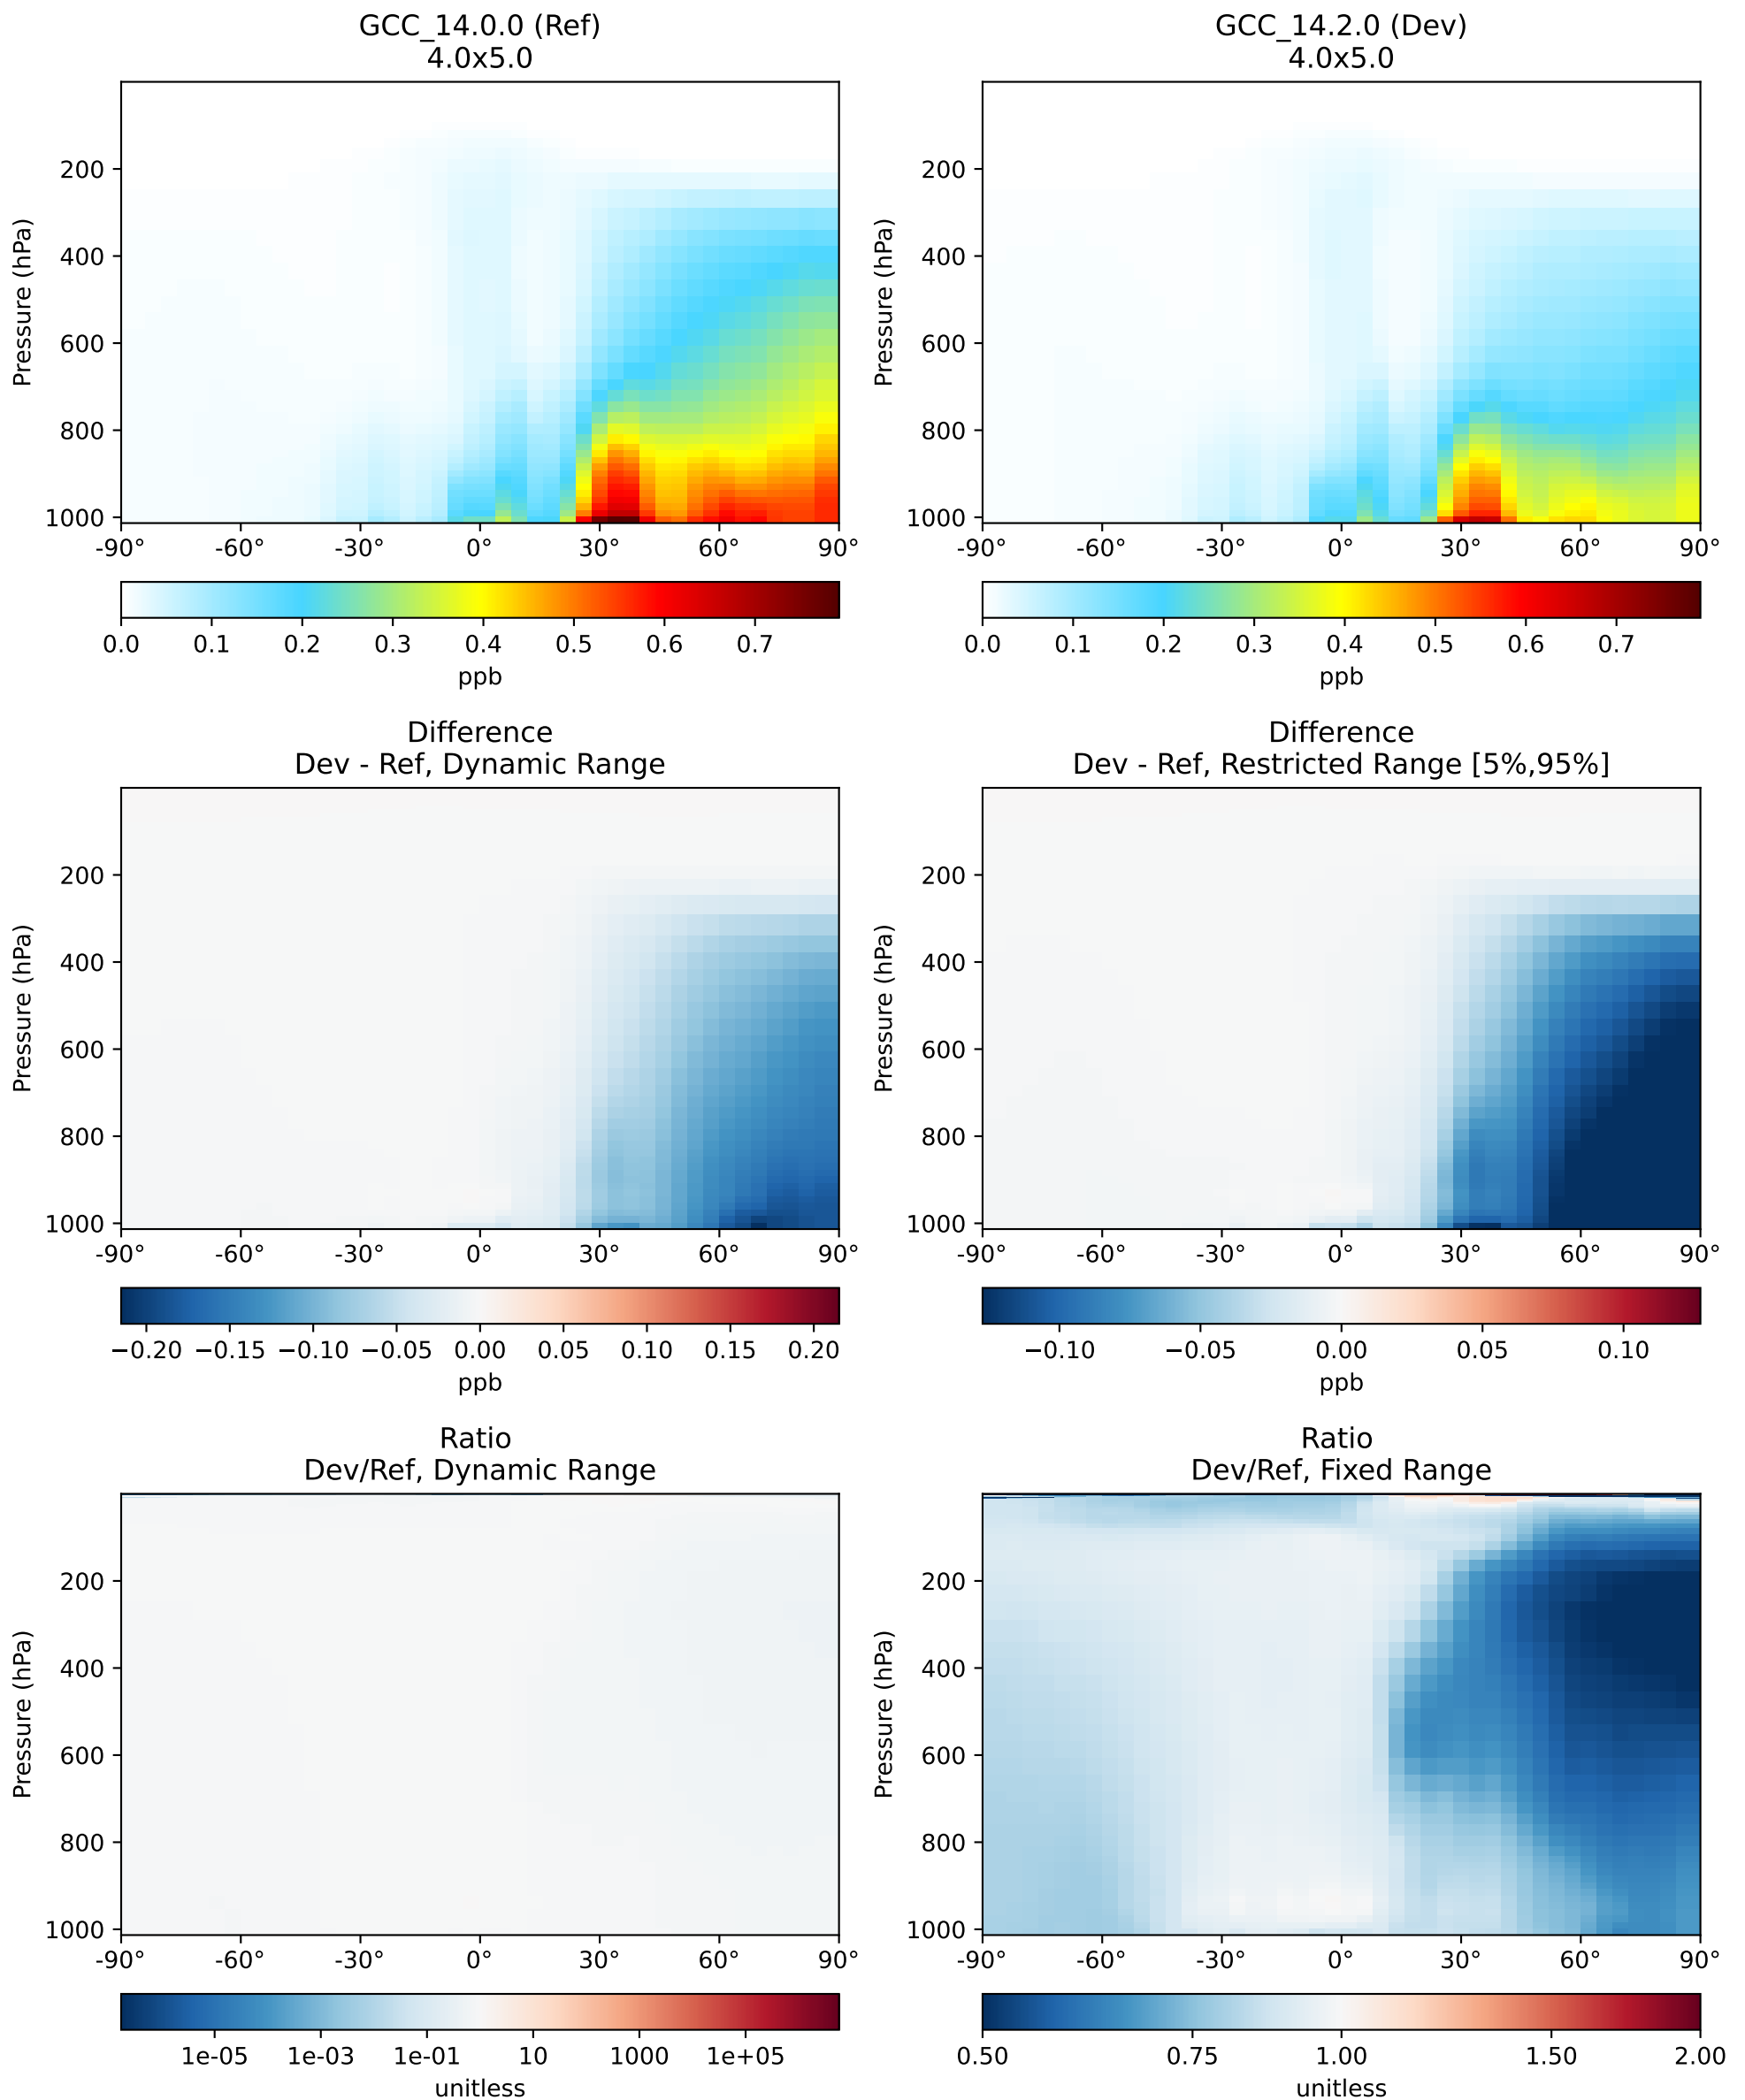 GCC_14.0.0 (Ref)
4.0x5.0
Pressure (hPa)
200
400
600
800
1000
-90° -60° -30° 0° 30° 60° 90°
0.0 0.1 0.2 0.3 0.4 0.5 0.6 0.7
ppb
GCC_14.2.0 (Dev)
4.0x5.0
Pressure (hPa)
200
400
600
800
1000
-90° -60° -30° 0° 30° 60° 90°
0.0 0.1 0.2 0.3 0.4 0.5 0.6 0.7
ppb
Difference
Dev - Ref, Dynamic Range
Pressure (hPa)
200
400
600
800
1000
-90° -60° -30° 0° 30° 60° 90°
−0.20 −0.15 −0.10 −0.05 0.00 0.05 0.10 0.15 0.20
ppb
Difference
Dev - Ref, Restricted Range [5%,95%]
Pressure (hPa)
200
400
600
800
1000
-90° -60° -30° 0° 30° 60° 90°
−0.10 −0.05 0.00 0.05 0.10
ppb
Ratio
Dev/Ref, Dynamic Range
Pressure (hPa)
200
400
600
800
1000
-90° -60° -30° 0° 30° 60° 90°
1e-05 1e-03 1e-01 10 1000 1e+05
unitless
Ratio
Dev/Ref, Fixed Range
Pressure (hPa)
200
400
600
800
1000
-90° -60° -30° 0° 30° 60° 90°
0.50 0.75 1.00 1.50 2.00
unitless